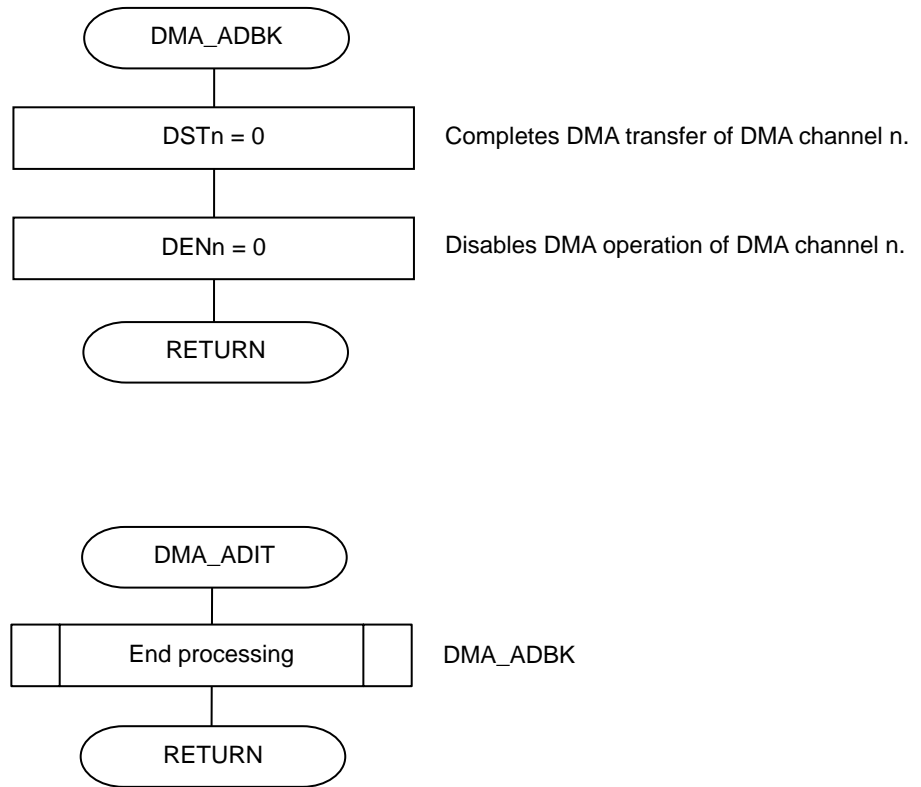 DMA_ADBK
DSTn = 0
Completes DMA transfer of DMA channel n.
DENn = 0
Disables DMA operation of DMA channel n.
RETURN
DMA_ADIT
End processing
DMA_ADBK
RETURN